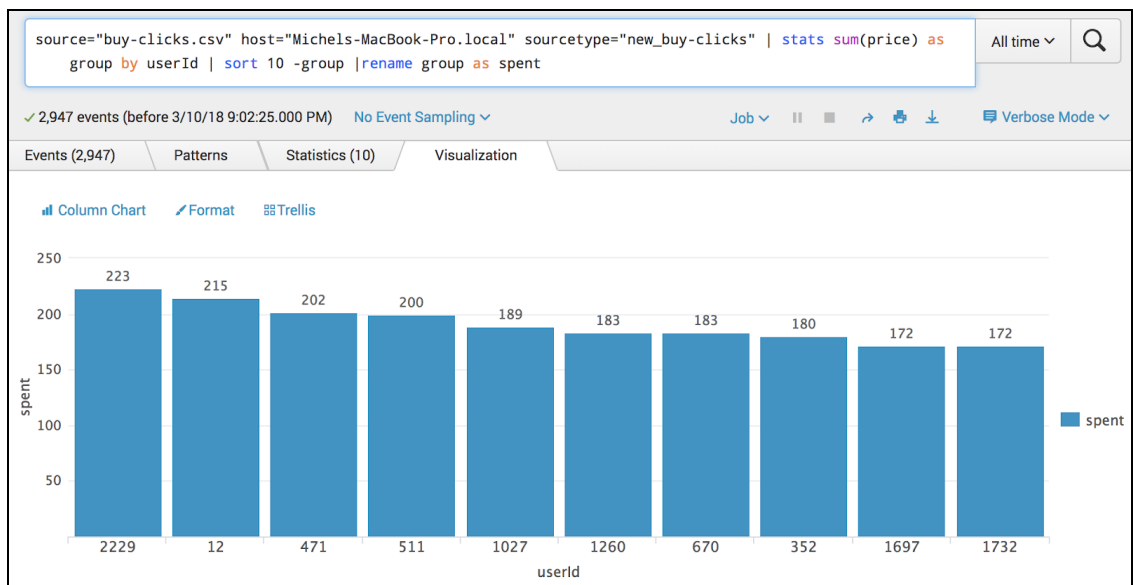 source="buy-clicks.csv" host="Michels-MacBook-Pro.local" sourcetype="new_buy-clicks" | stats sum(price) as
group by userId | sort 10 -group |rename group as spent
All time
2,947 events (before 3/10/18 9:02:25.000 PM) No Event Sampling Job Verbose Mode
Events (2,947) Patterns Statistics (10) Visualization
Column Chart Format Trellis
250
200
150
100
50
spent
223 215 202 200 189 183 183 180 172 172
spent
2229 12 471 511 1027 1260 670 352 1697 1732
userId